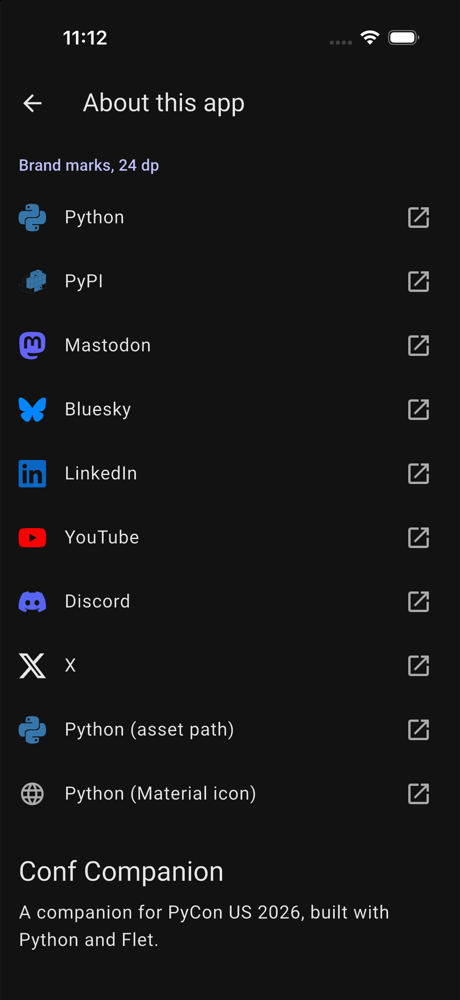 11:12
About this app
Brand marks, 24 dp
Python
PyPI
Mastodon
Bluesky
LinkedIn
YouTube
Discord
X
Python (asset path)
Python (Material icon)
Conf Companion
A companion for PyCon US 2026, built with
Python and Flet.